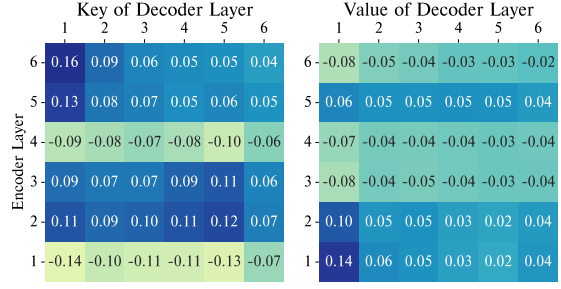 Key of Decoder Layer
1 2 3 4 5 6
Value of Decoder Layer
1 2 3 4 5 6
Encoder Layer
6 0.16 0.09 0.06 0.05 0.05 0.04
5 0.13 0.08 0.07 0.05 0.06 0.05
4 -0.09 -0.08 -0.07 -0.08 -0.10 -0.06
3 0.09 0.07 0.07 0.09 0.11 0.06
2 0.11 0.09 0.10 0.11 0.12 0.07
1 -0.14 -0.10 -0.11 -0.11 -0.13 -0.07
6 -0.08 -0.05 -0.04 -0.03 -0.03 -0.02
5 0.06 0.05 0.05 0.05 0.05 0.04
4 -0.07 -0.04 -0.04 -0.04 -0.03 -0.04
3 -0.08 -0.04 -0.05 -0.04 -0.03 -0.04
2 0.10 0.05 0.05 0.03 0.02 0.04
1 0.14 0.06 0.05 0.03 0.02 0.04